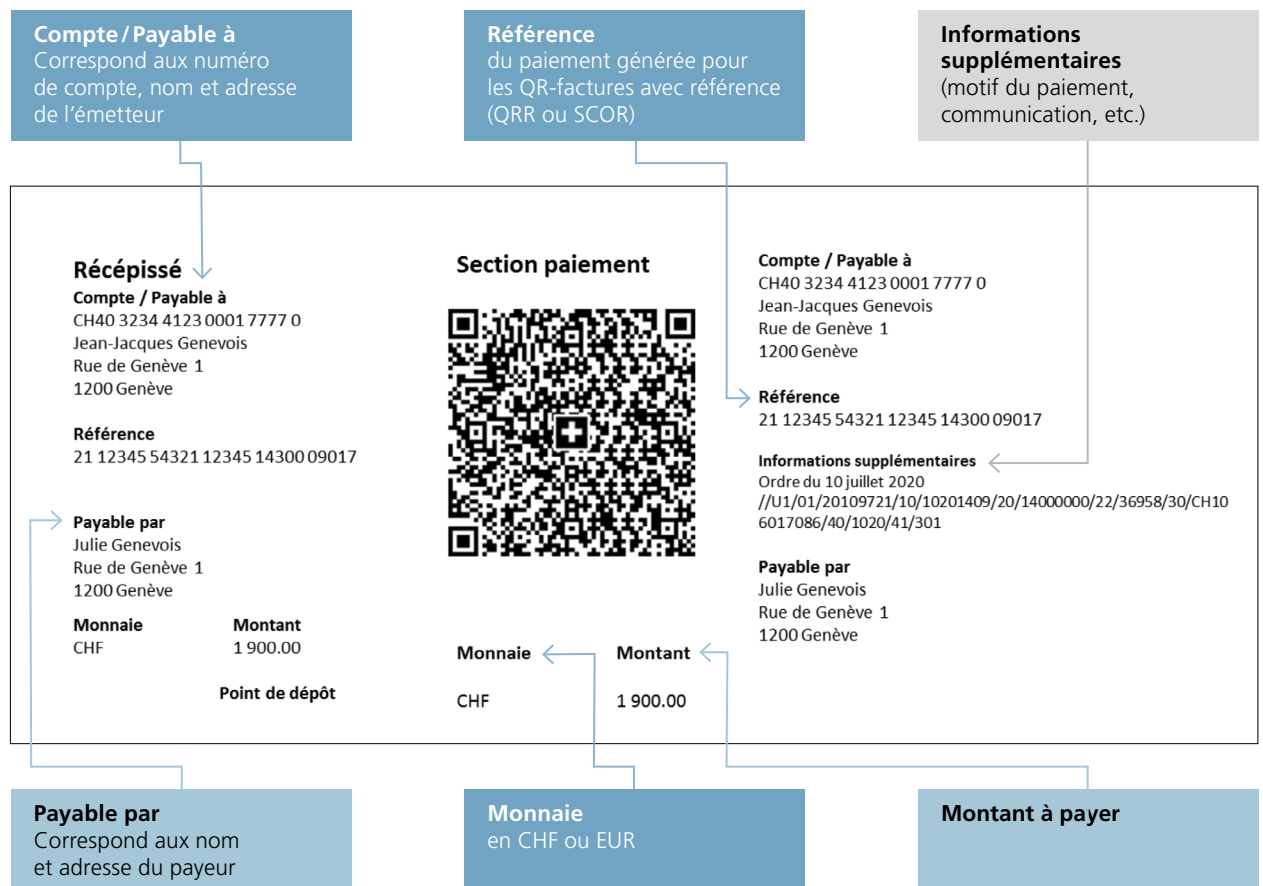 Compte/Payable à
Correspond aux numéro
de compte, nom et adresse
de l'émetteur
Référence
du paiement générée pour
les QR-factures avec référence
(QRR ou SCOR)
Informations
supplémentaires
(motif du paiement,
communication, etc.)
Récépissé
Compte / Payable à
CH40 3234 4123 0001 7777 0
Jean-Jacques Genevois
Rue de Genève 1
1200 Genève
Référence
21 12345 54321 12345 14300 09017
Payable par
Julie Genevois
Rue de Genève 1
1200 Genève
Monnaie Montant
CHF 1 900.00
Point de dépôt
Section paiement
Monnaie Montant
CHF 1 900.00
Compte / Payable à
CH40 3234 4123 0001 7777 0
Jean-Jacques Genevois
Rue de Genève 1
1200 Genève
Référence
21 12345 54321 12345 14300 09017
Informations supplémentaires
Ordre du 10 juillet 2020
//U1/01/20109721/10/10201409/20/14000000/22/36958/30/CH10
6017086/40/1020/41/301
Payable par
Julie Genevois
Rue de Genève 1
1200 Genève
Payable par
Correspond aux nom
et adresse du payeur
Monnaie
en CHF ou EUR
Montant à payer